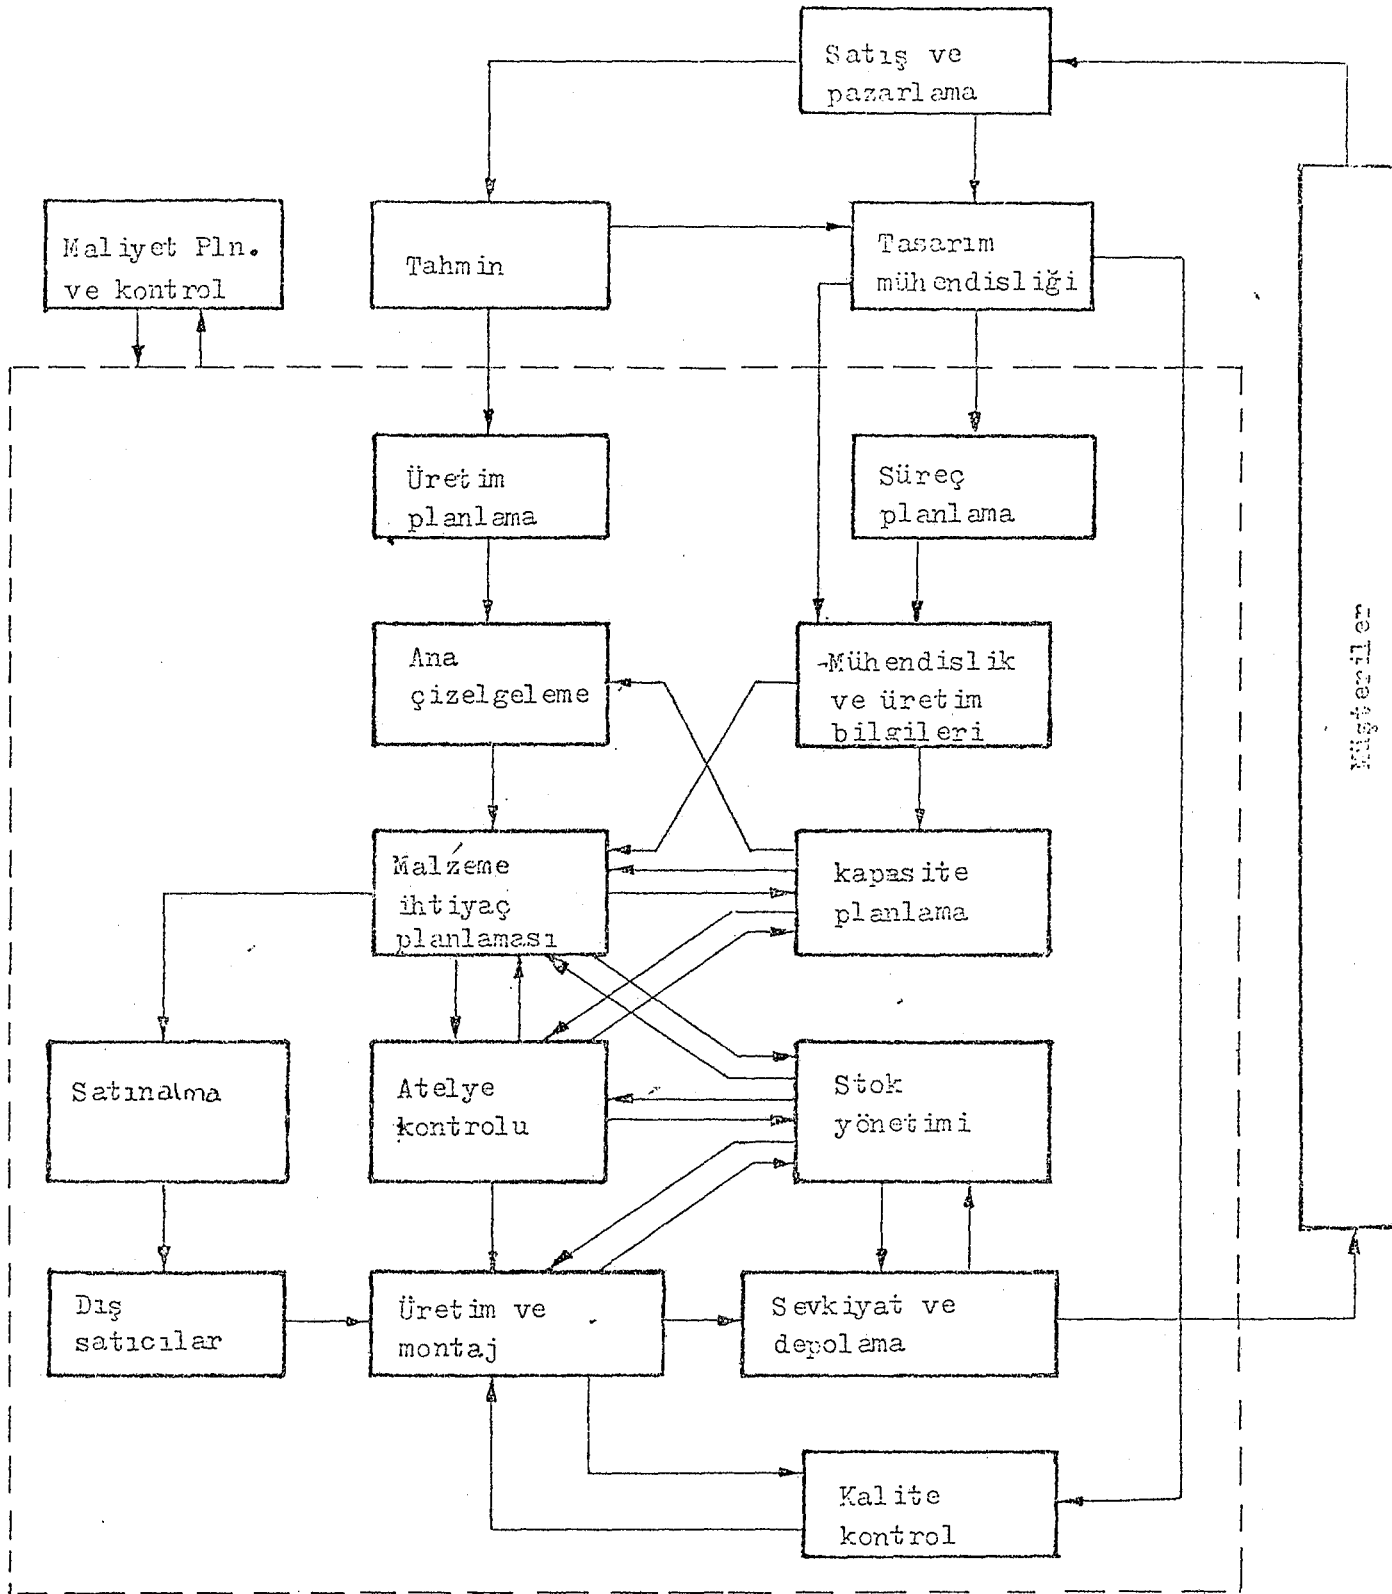 Satış ve
pazarlama
Maliyet Pln.
ve kontrol
Tahmin
Tasarım
mühendisliği
Üretim
planlama
Süreç
planlama
Ana
çizelgeleme
Mühendislik
ve üretim
bilgileri
Müşteriler
Malzeme
ihtiyaç
planlaması
kapasite
planlama
Satınalma
Atelye
kontrolu
Stok
yönetimi
Dış
satıcılar
Üretim ve
montaj
Sevkiyat ve
depolama
Kalite
kontrol